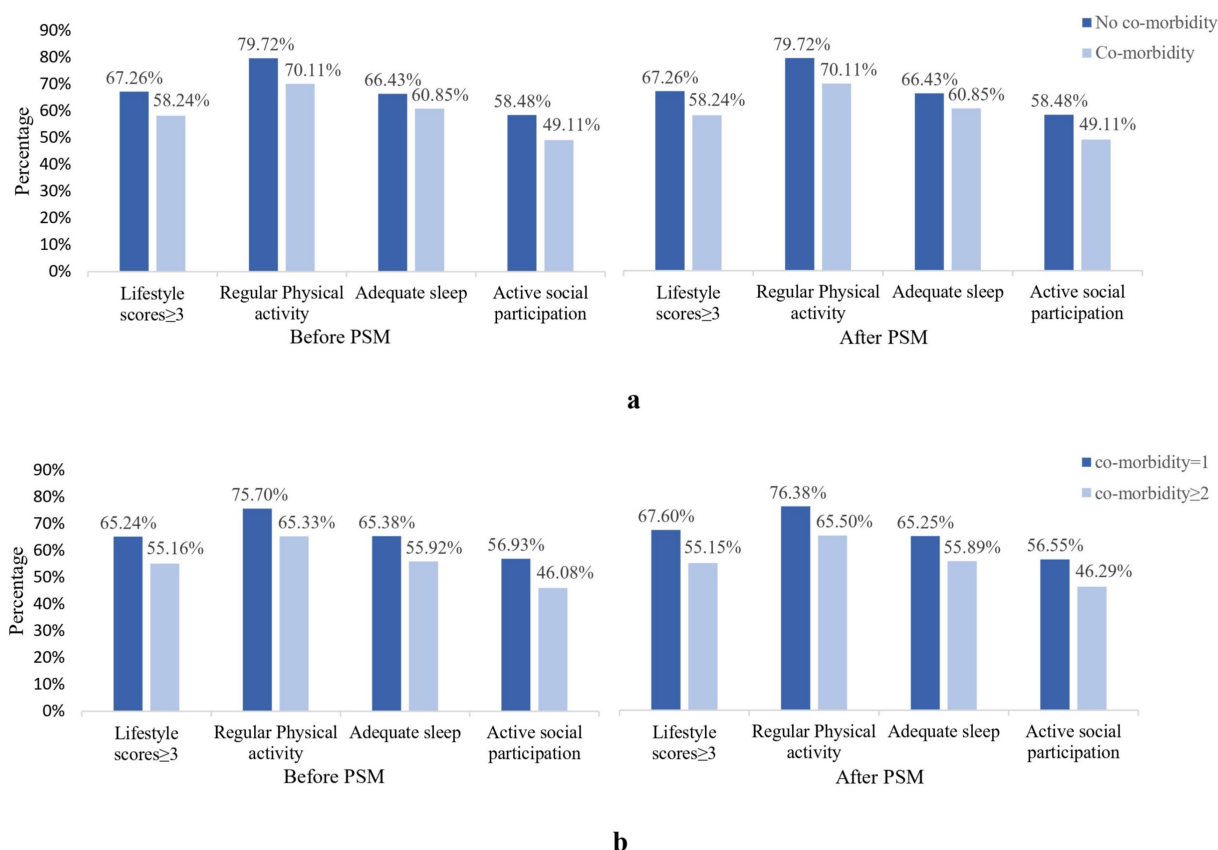 90%
80%
70%
60%
50%
40%
30%
20%
10%
0%
Percentage
67.26%
58.24%
79.72%
70.11%
66.43%
60.85%
58.48%
49.11%
Lifestyle
scores≥3
Regular Physical
activity
Adequate sleep
Active social
participation
Before PSM
67.26%
58.24%
79.72%
70.11%
66.43%
60.85%
58.48%
49.11%
Lifestyle
scores≥3
Regular Physical
activity
Adequate sleep
Active social
participation
After PSM
No co-morbidity
Co-morbidity
a
90%
80%
70%
60%
50%
40%
30%
20%
10%
0%
Percentage
65.24%
55.16%
75.70%
65.33%
65.38%
55.92%
56.93%
46.08%
Lifestyle
scores≥3
Regular Physical
activity
Adequate sleep
Active social
participation
Before PSM
67.60%
55.15%
76.38%
65.50%
65.25%
55.89%
56.55%
46.29%
Lifestyle
scores≥3
Regular Physical
activity
Adequate sleep
Active social
participation
After PSM
co-morbidity=1
co-morbidity≥2
b